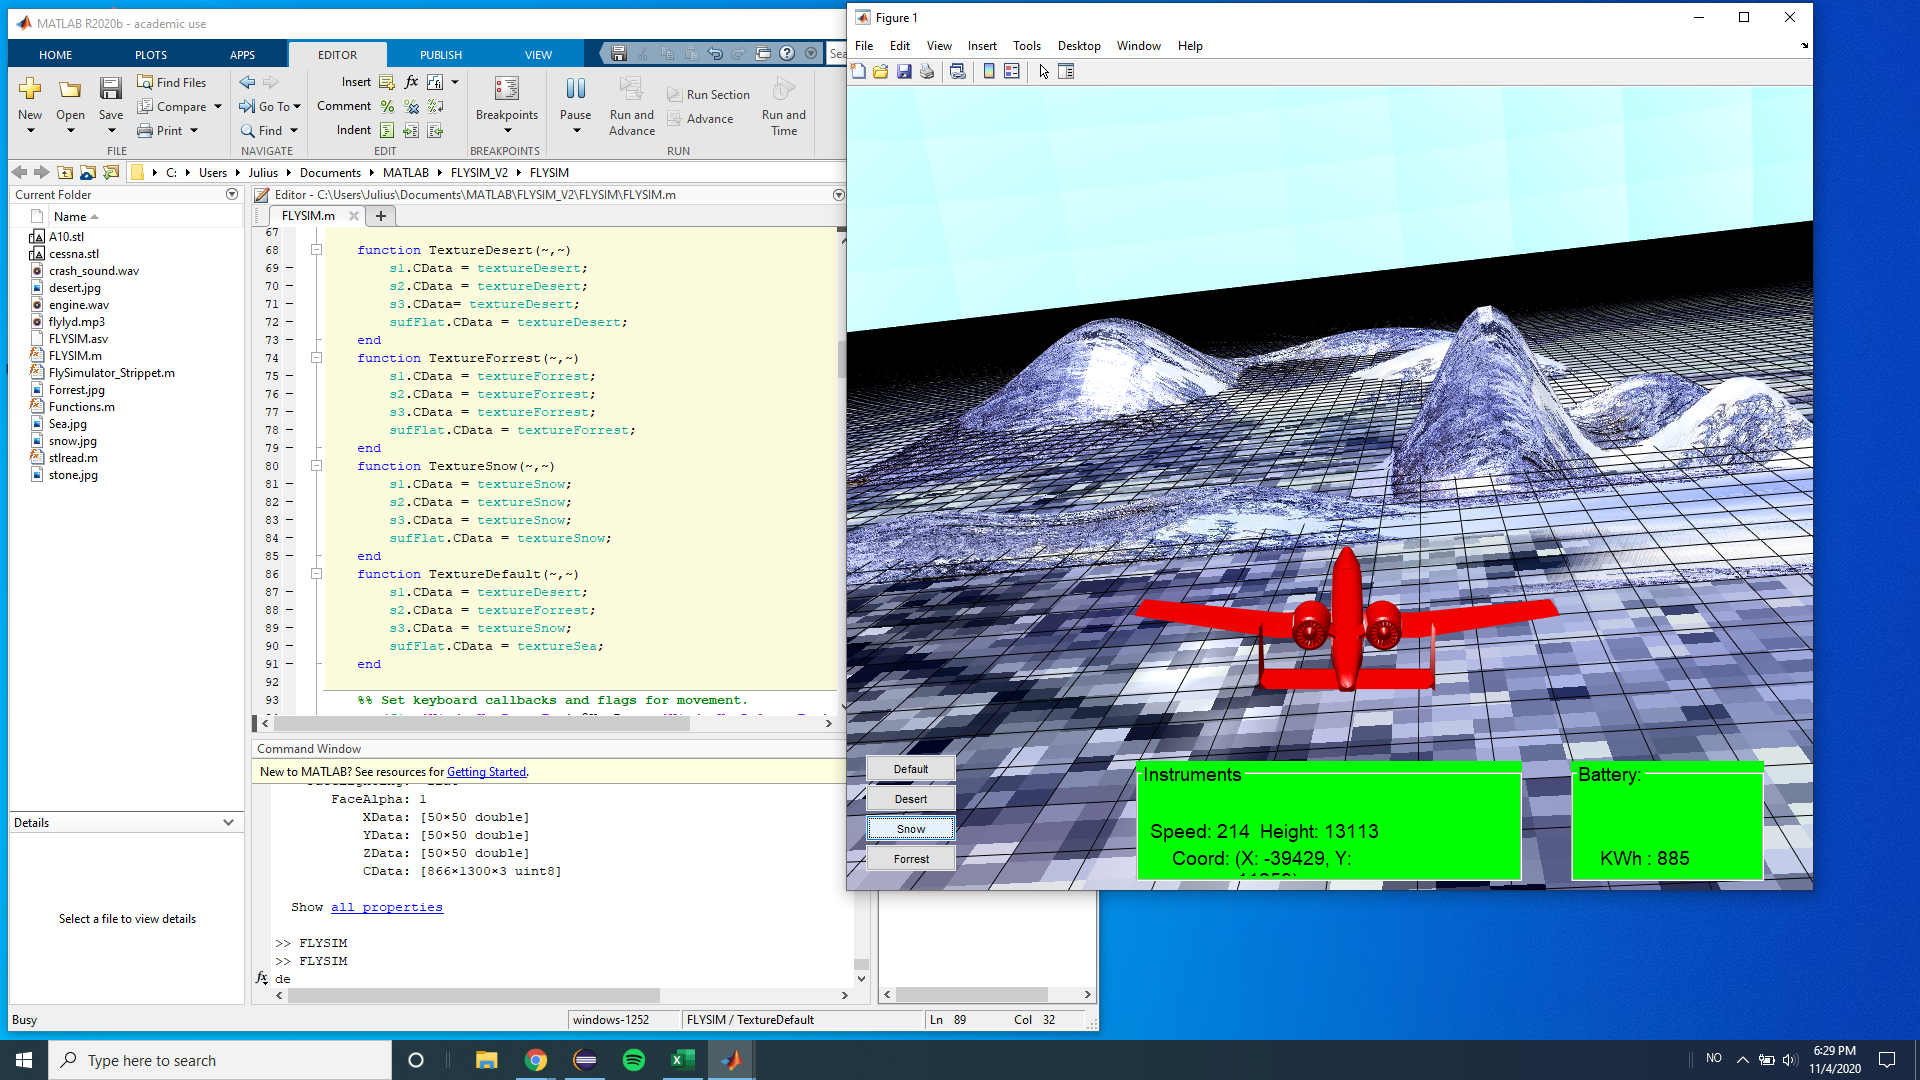 MATLAB R2020b - academic use
HOME PLOTS APPS EDITOR PUBLISH VIEW
Sea
New Open Save
Find Files
Compare
Print
Go To
Find
Insert
Comment
Indent
fx
Breakpoints
Pause
Run and Advance
Run Section
Advance
Run and Time
FILE NAVIGATE EDIT BREAKPOINTS RUN
C: Users Julius Documents MATLAB FLYSIM_V2 FLYSIM
Current Folder
Name
A10.stl
cessna.stl
crash_sound.wav
desert.jpg
engine.wav
flylyd.mp3
FLYSIM.asv
FLYSIM.m
FlySimulator_Strippet.m
Forrest.jpg
Functions.m
Sea.jpg
snow.jpg
stlread.m
stone.jpg
Details
Select a file to view details
Editor - C:\Users\Julius\Documents\MATLAB\FLYSIM_V2\FLYSIM\FLYSIM.m
FLYSIM.m
67
68 function TextureDesert(~,~)
69 s1.CData = textureDesert;
70 s2.CData = textureDesert;
71 s3.CData= textureDesert;
72 sufFlat.CData = textureDesert;
73 end
74 function TextureForrest(~,~)
75 s1.CData = textureForrest;
76 s2.CData = textureForrest;
77 s3.CData = textureForrest;
78 sufFlat.CData = textureForrest;
79 end
80 function TextureSnow(~,~)
81 s1.CData = textureSnow;
82 s2.CData = textureSnow;
83 s3.CData = textureSnow;
84 sufFlat.CData = textureSnow;
85 end
86 function TextureDefault(~,~)
87 s1.CData = textureDesert;
88 s2.CData = textureForrest;
89 s3.CData = textureSnow;
90 sufFlat.CData = textureSea;
91 end
92
93 %% Set keyboard callbacks and flags for movement.
Command Window
New to MATLAB? See resources for Getting Started.
FaceAlpha: 1
XData: [50×50 double]
YData: [50×50 double]
ZData: [50×50 double]
CData: [866×1300×3 uint8]
Show all properties
>> FLYSIM
>> FLYSIM
fx de
Busy
windows-1252
FLYSIM / TextureDefault
Ln 89 Col 32
Figure 1
File Edit View Insert Tools Desktop Window Help
Default
Desert
Snow
Forrest
Instruments
Speed: 214 Height: 13113
Coord: (X: -39429, Y:
Battery:
KWh : 885
Type here to search
NO
6:29 PM
11/4/2020